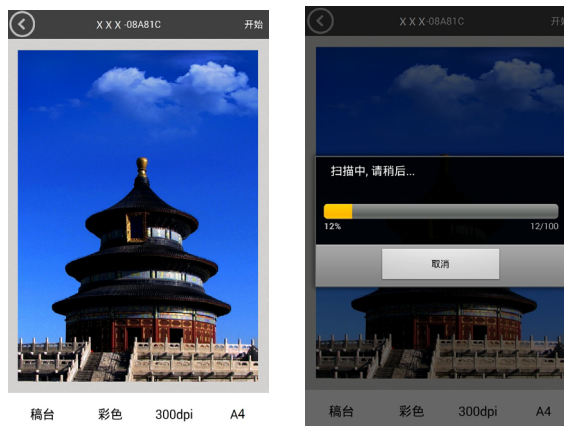 X X X -08A81C
开始
稿台
彩色
300dpi
A4
X X X -08A81C
开始
扫描中, 请稍后...
12%
12/100
取消
稿台
彩色
300dpi
A4